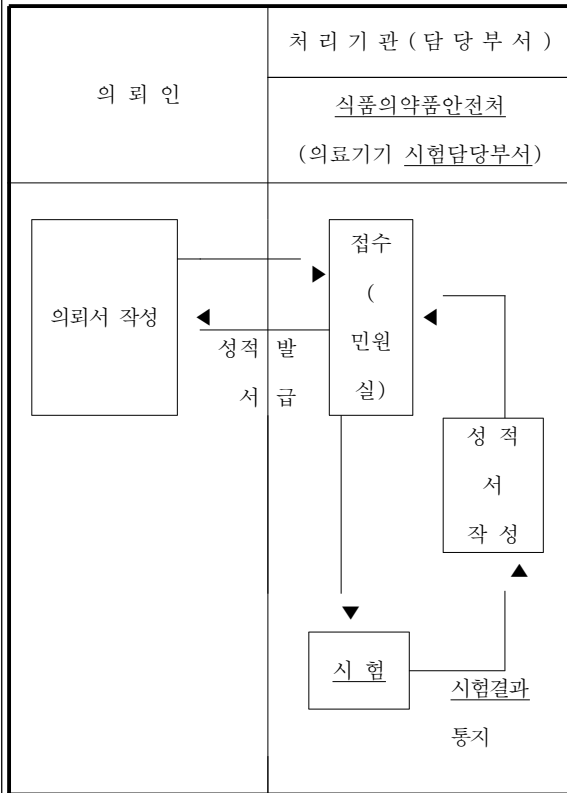 의 뢰 인
처 리 기 관 ( 담 당 부 서 )
식품의약품안전처
(의료기기 시험담당부서)
의뢰서 작성
접수
(
민원
실)
성적 발
서 급
성 적
서
작 성
시 험
시험결과
통지